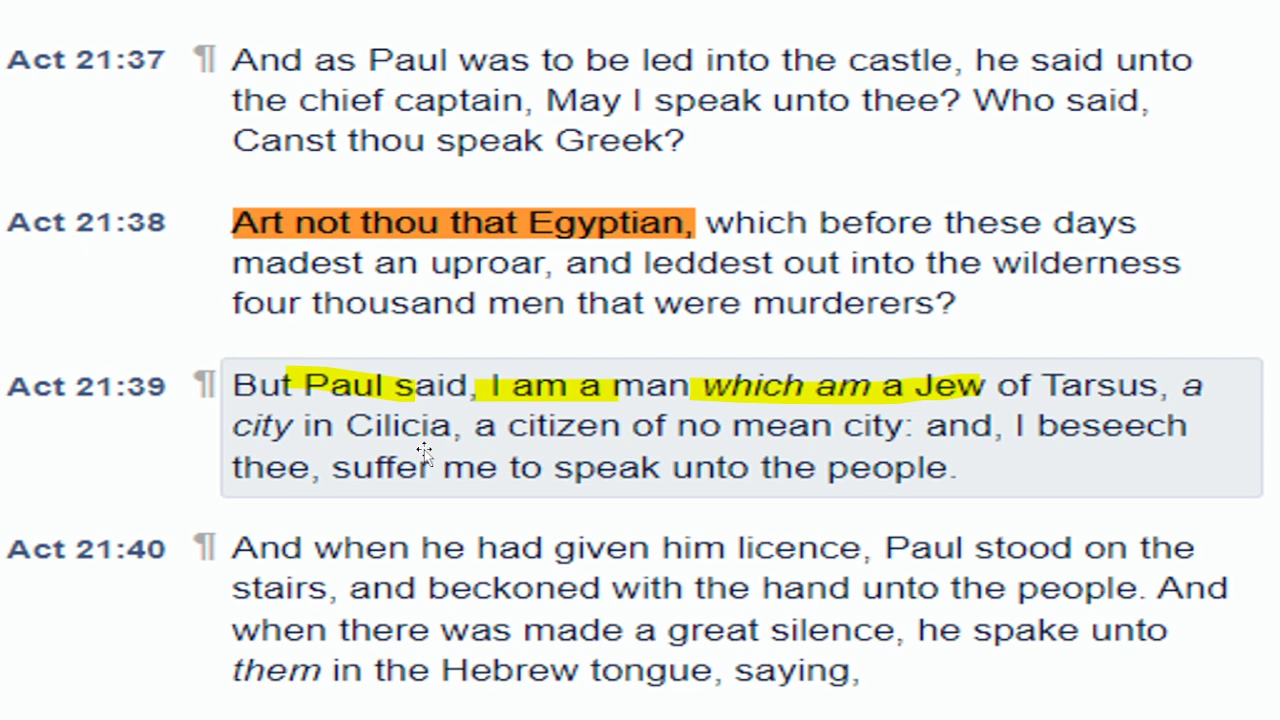 Act 21:37 ¶ And as Paul was to be led into the castle, he said unto
the chief captain, May I speak unto thee? Who said,
Canst thou speak Greek?
Act 21:38 Art not thou that Egyptian, which before these days
madest an uproar, and leddest out into the wilderness
four thousand men that were murderers?
Act 21:39 ¶ But Paul said, I am a man which am a Jew of Tarsus, a
city in Cilicia, a citizen of no mean city: and, I beseech
thee, suffer me to speak unto the people.
Act 21:40 ¶ And when he had given him licence, Paul stood on the
stairs, and beckoned with the hand unto the people. And
when there was made a great silence, he spake unto
them in the Hebrew tongue, saying,